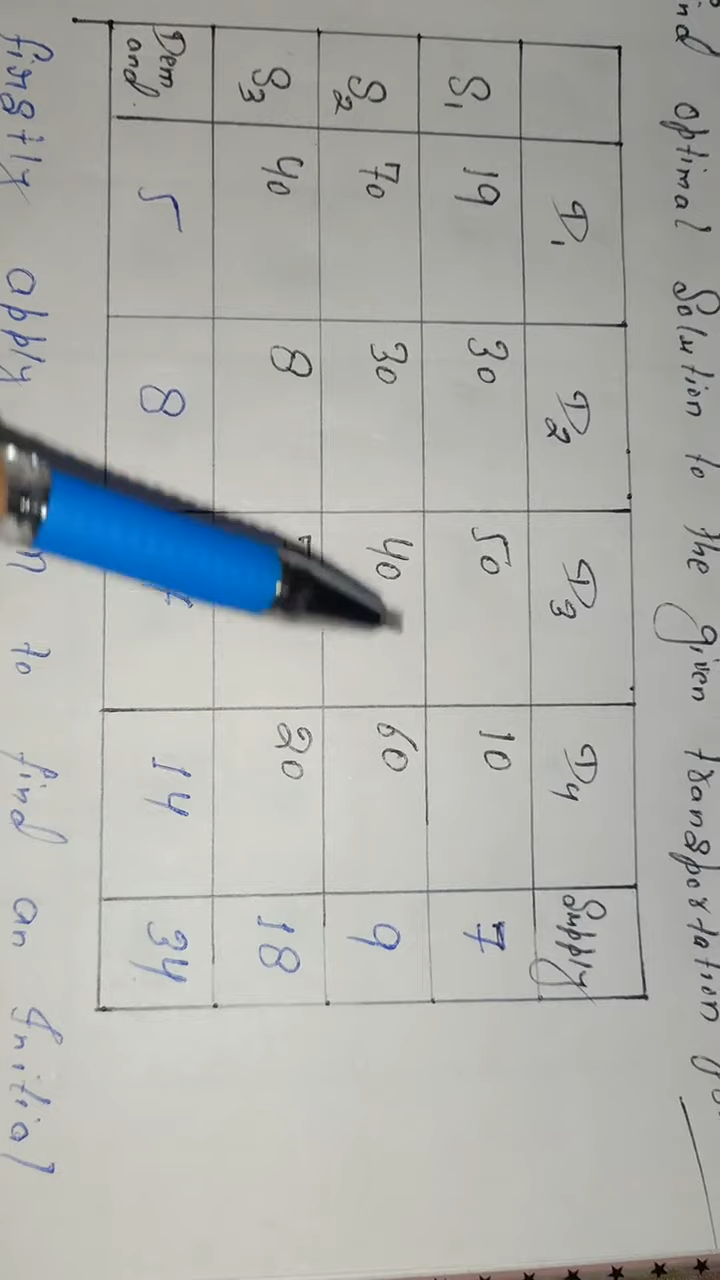 optimal Solution to the given transportation
D1 D2 D3 D4 Supply
S1 19 30 50 10 7
S2 70 30 40 60 9
S3 40 8 20 18
Demand. 5 8 14 34
firstly apply to find an initial